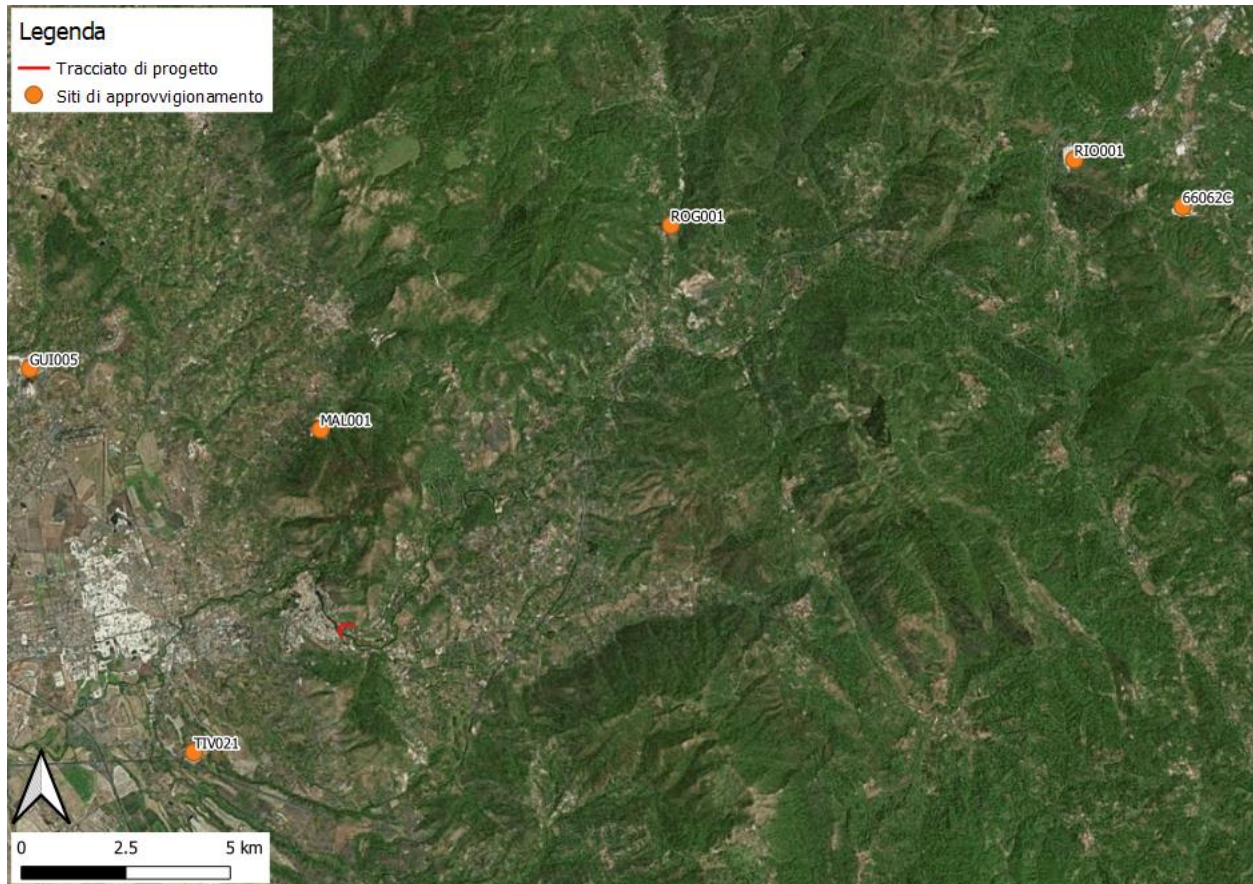 Legenda
Tracciato di progetto
Siti di approvvigionamento
RIO001
66062C
ROG001
GUI005
MAL001
TIV021
0 2.5 5 km